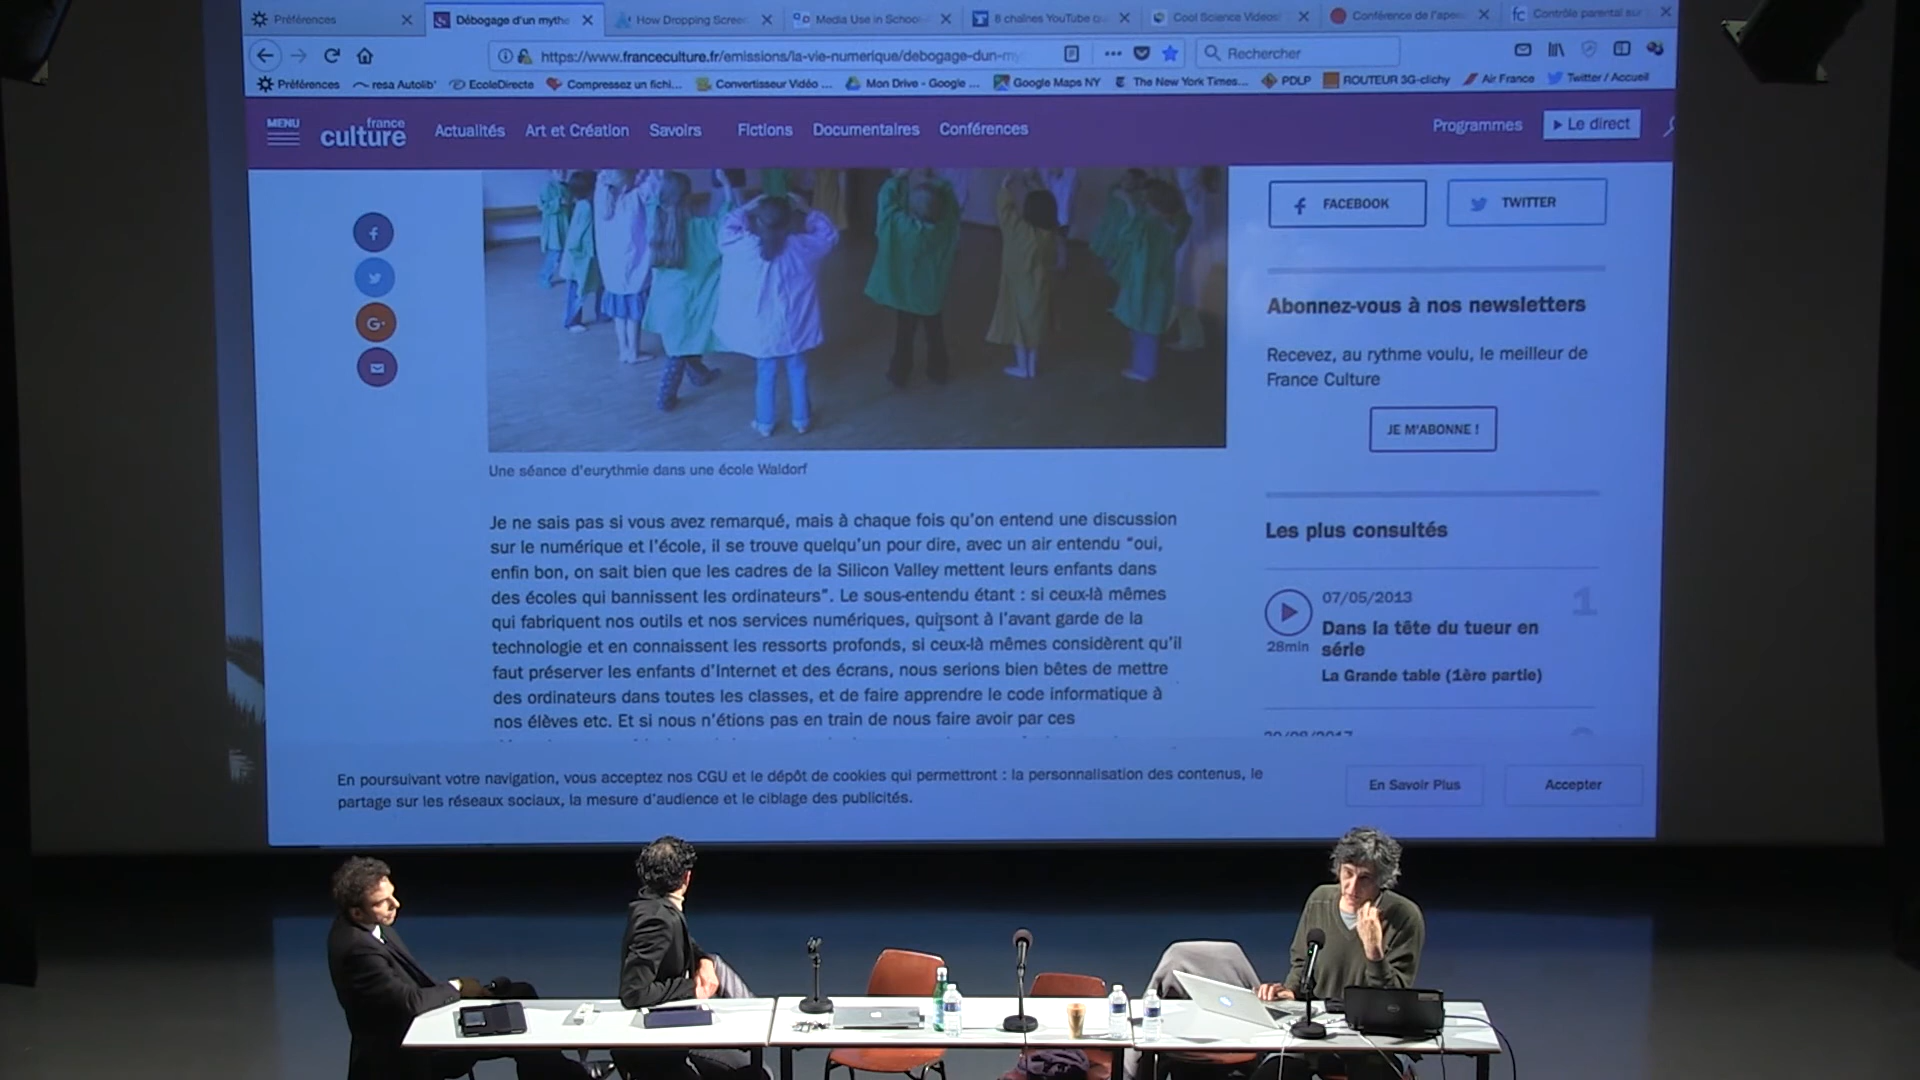 Préférences
Débogage d'un mythe
How Dropping Screen
Media Use in School
8 chaînes YouTube
Cool Science Videos
Conférence de l'
Contrôle parental sur
https://www.franceculture.fr/emissions/la-vie-numerique/debogage-dun-my
Rechercher
Préférences
resa Autolib'
EcoleDirecte
Compressez un fichi...
Convertisseur Vidéo ...
Mon Drive - Google ...
Google Maps NY
The New York Times...
PDLP
ROUTEUR 3G-clichy
Air France
Twitter / Accueil
MENU
france
culture
Actualités
Art et Création
Savoirs
Fictions
Documentaires
Conférences
Programmes
Le direct
FACEBOOK
TWITTER
Abonnez-vous à nos newsletters
Recevez, au rythme voulu, le meilleur de
France Culture
JE M'ABONNE !
Une séance d'eurythmie dans une école Waldorf
Je ne sais pas si vous avez remarqué, mais à chaque fois qu'on entend une discussion
sur le numérique et l'école, il se trouve quelqu'un pour dire, avec un air entendu "oui,
enfin bon, on sait bien que les cadres de la Silicon Valley mettent leurs enfants dans
des écoles qui bannissent les ordinateurs". Le sous-entendu étant : si ceux-là mêmes
qui fabriquent nos outils et nos services numériques, qui sont à l'avant garde de la
technologie et en connaissent les ressorts profonds, si ceux-là mêmes considèrent qu'il
faut préserver les enfants d'Internet et des écrans, nous serions bien bêtes de mettre
des ordinateurs dans toutes les classes, et de faire apprendre le code informatique à
nos élèves etc. Et si nous n'étions pas en train de nous faire avoir par ces
Les plus consultés
07/05/2013
1
Dans la tête du tueur en
série
28min
La Grande table (1ère partie)
En poursuivant votre navigation, vous acceptez nos CGU et le dépôt de cookies qui permettront : la personnalisation des contenus, le
partage sur les réseaux sociaux, la mesure d'audience et le ciblage des publicités.
En Savoir Plus
Accepter